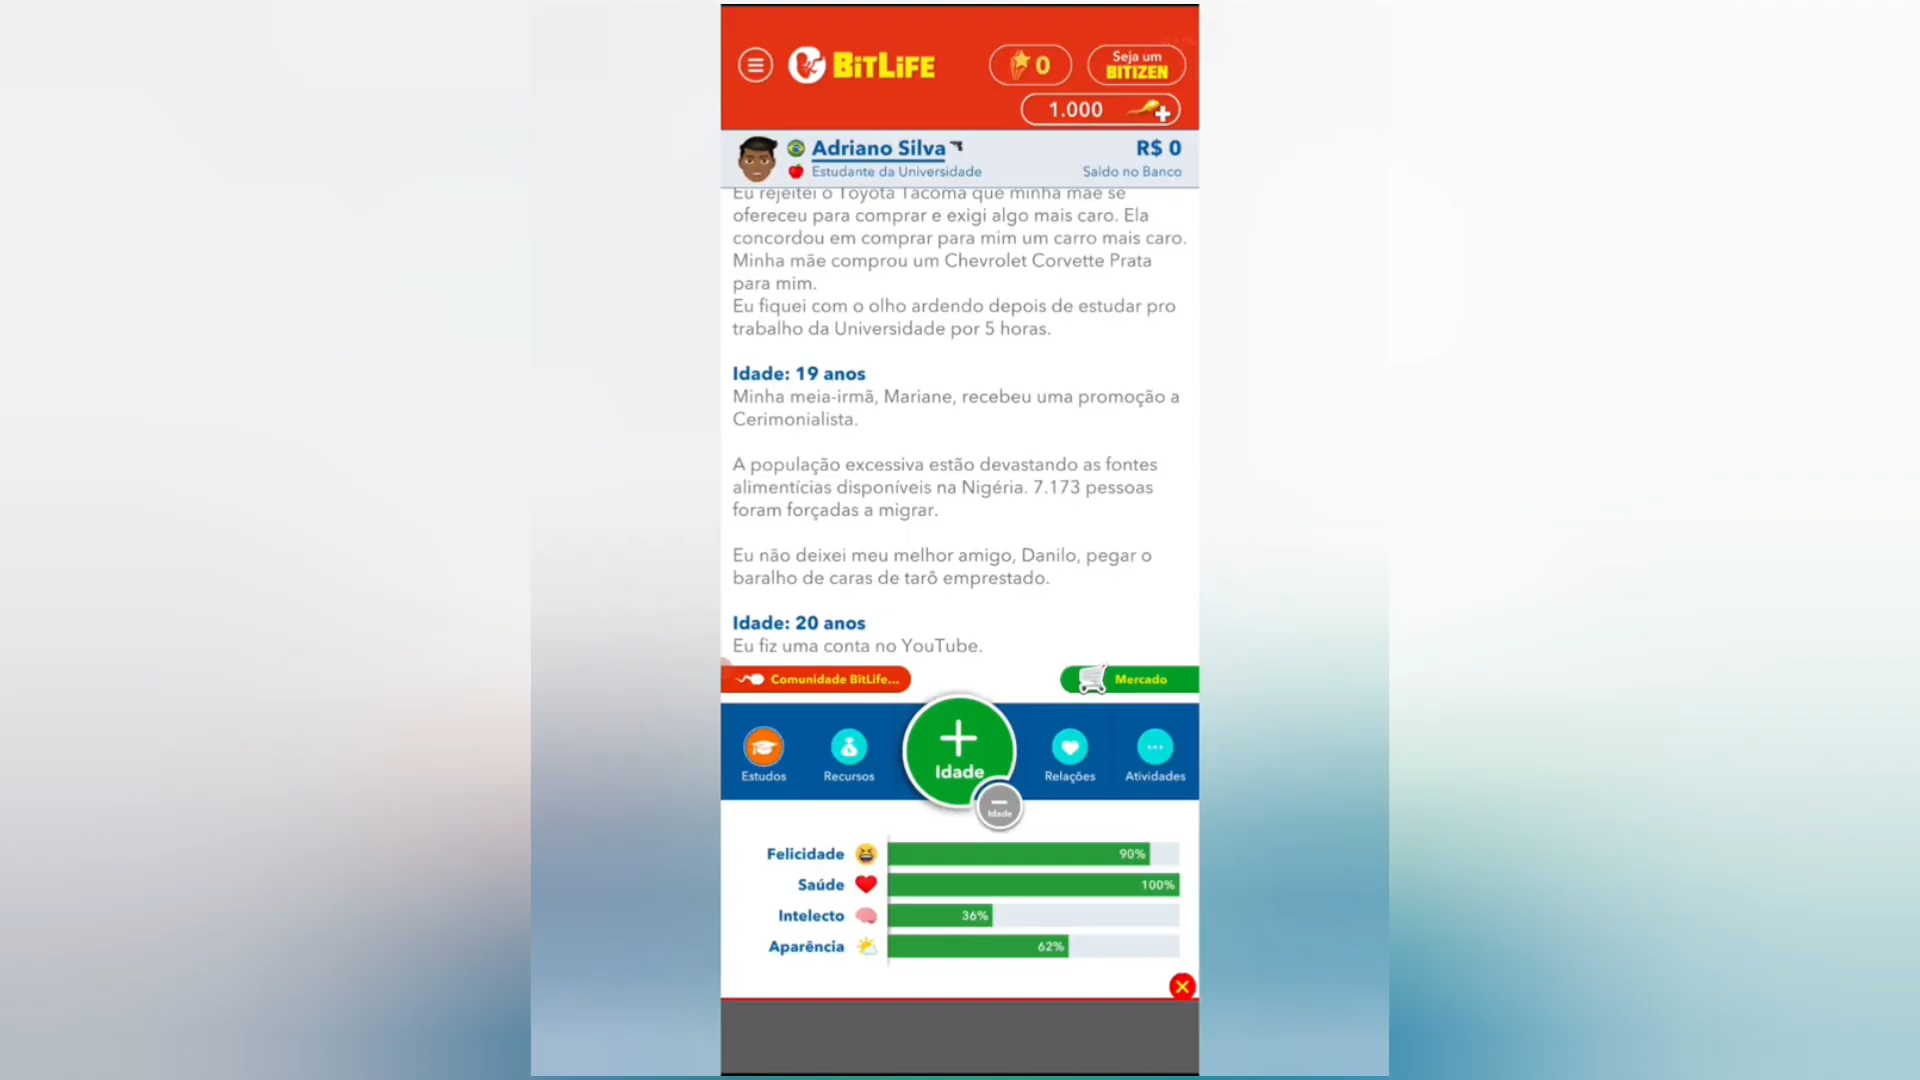 BitLife
0
Seja um
BITIZEN
1.000
Adriano Silva
R$ 0
Estudante da Universidade
Saldo no Banco
Eu rejeitei o Toyota Tacoma que minha mãe se
ofereceu para comprar e exigi algo mais caro. Ela
concordou em comprar para mim um carro mais caro.
Minha mãe comprou um Chevrolet Corvette Prata
para mim.
Eu fiquei com o olho ardendo depois de estudar pro
trabalho da Universidade por 5 horas.
Idade: 19 anos
Minha meia-irmã, Mariane, recebeu uma promoção a
Cerimonialista.
A população excessiva estão devastando as fontes
alimentícias disponíveis na Nigéria. 7.173 pessoas
foram forçadas a migrar.
Eu não deixei meu melhor amigo, Danilo, pegar o
baralho de caras de tarô emprestado.
Idade: 20 anos
Eu fiz uma conta no YouTube.
Comunidade BitLife...
Mercado
Estudos
Recursos
Idade
Idade
Relações
Atividades
Felicidade
90%
Saúde
100%
Intelecto
36%
Aparência
62%